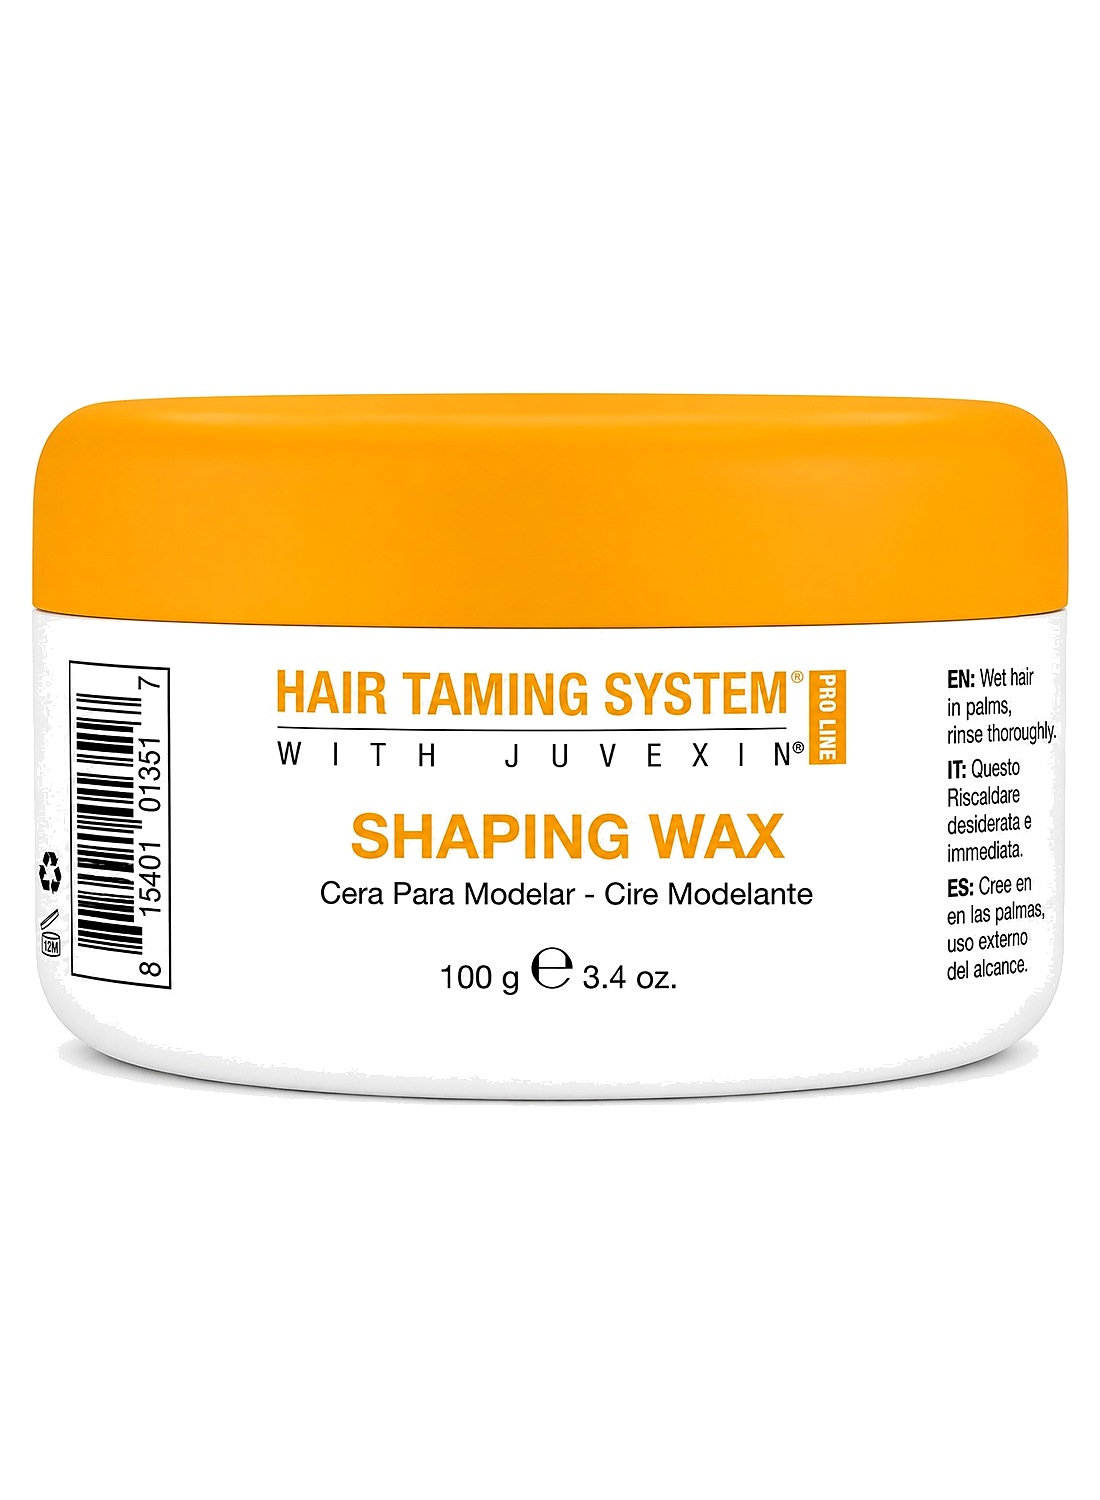 HAIR TAMING SYSTEM®
PRO LINE
WITH JUVEXIN®
SHAPING WAX
Cera Para Modelar - Cire Modelante
100 g ℮ 3.4 oz.
8 15401 01351 7
12M
EN: Wet hair
in palms,
rinse thoroughly.
IT: Questo
Riscaldare
desiderata e
immediata.
ES: Cree en
en las palmas,
uso externo
del alcance.